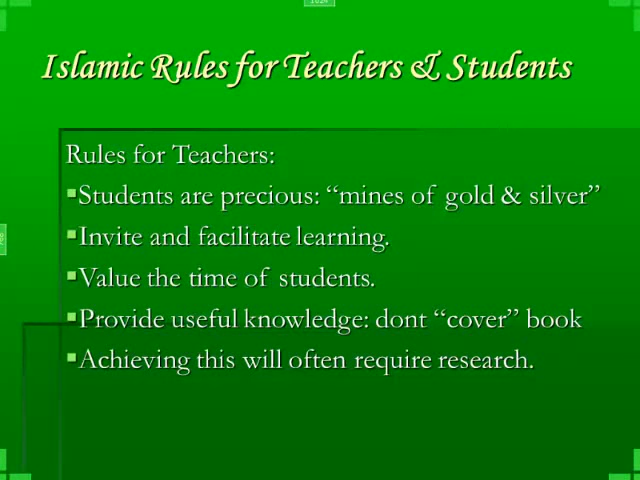 1024
Islamic Rules for Teachers & Students
Rules for Teachers:
▪Students are precious: “mines of gold & silver”
▪Invite and facilitate learning.
▪Value the time of students.
▪Provide useful knowledge: dont “cover” book
▪Achieving this will often require research.